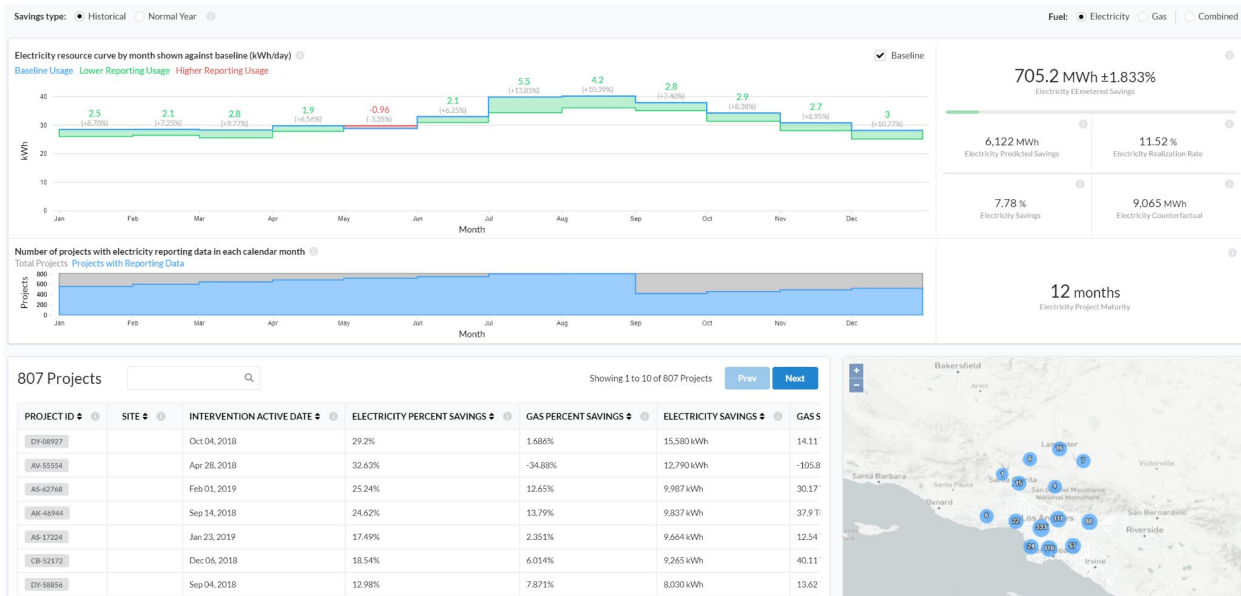 Savings type: Historical Normal Year
Fuel: Electricity Gas Combined
Electricity resource curve by month shown against baseline (kWh/day)
Baseline
Baseline Usage Lower Reporting Usage Higher Reporting Usage
2.5 2.1 2.8 1.9 -0.96 2.1 5.5 4.2 2.8 2.9 2.7 3
(+8.70%) (+7.25%) (+9.77%) (+6.56%) (-3.35%) (+6.25%) (+13.85%) (+10.39%) (+7.40%) (+8.38%) (+8.95%) (+10.77%)
40
30
20
10
0
kWh
Jan Feb Mar Apr May Jun Jul Aug Sep Oct Nov Dec
Month
705.2 MWh ±1.833%
Electricity EEmetered Savings
6,122 MWh
Electricity Predicted Savings
11.52 %
Electricity Realization Rate
7.78 %
Electricity Savings
9,065 MWh
Electricity Counterfactual
Number of projects with electricity reporting data in each calendar month
Total Projects Projects with Reporting Data
800
600
400
200
0
Projects
Jan Feb Mar Apr May Jun Jul Aug Sep Oct Nov Dec
Month
12 months
Electricity Project Maturity
807 Projects
Showing 1 to 10 of 807 Projects Prev Next
PROJECT ID SITE INTERVENTION ACTIVE DATE ELECTRICITY PERCENT SAVINGS GAS PERCENT SAVINGS ELECTRICITY SAVINGS GAS S
DY-08927 Oct 04, 2018 29.2% 1.686% 15,580 kWh 14.11
AV-55554 Apr 28, 2018 32.63% -34.88% 12,790 kWh -105.8
AS-62768 Feb 01, 2019 25.24% 12.65% 9,987 kWh 30.17
AK-46944 Sep 14, 2018 24.62% 13.79% 9,837 kWh 37.9 T
AS-17224 Jan 23, 2019 17.49% 2.351% 9,664 kWh 12.54
CB-52172 Dec 06, 2018 18.54% 6.014% 9,265 kWh 40.11
DY-58856 Sep 04, 2018 12.98% 7.871% 8,030 kWh 13.62
+
−
Bakersfield
Arvin
Victorville
Santa Barbara
Santa Paula
National Monument
Oxnard
San Bernardino
Riverside
Irvine